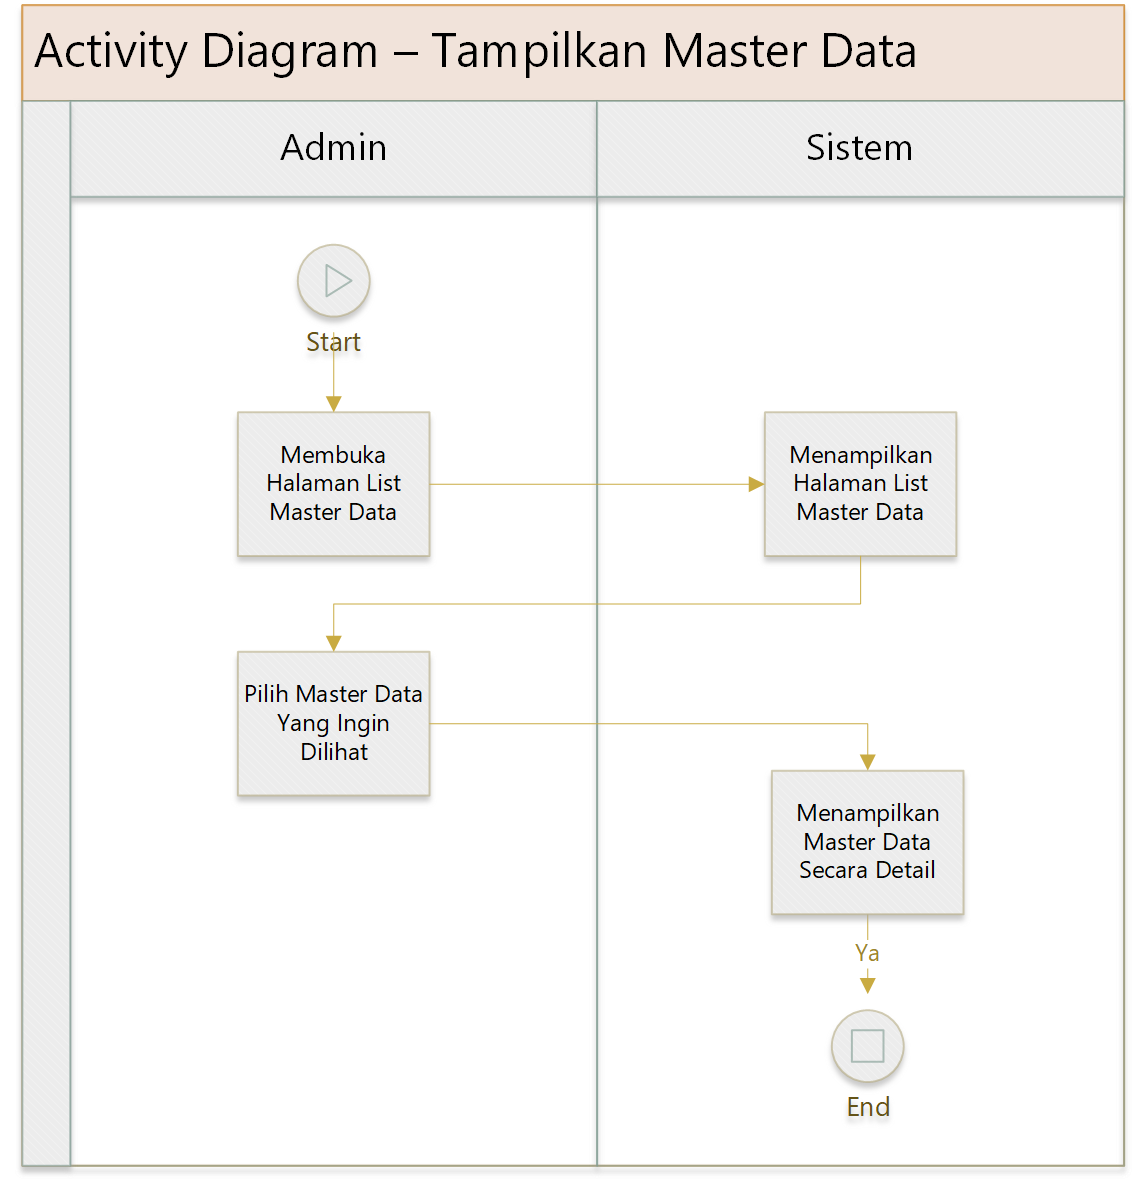 Activity Diagram – Tampilkan Master Data
Admin
Sistem
Start
Membuka
Halaman List
Master Data
Menampilkan
Halaman List
Master Data
Pilih Master Data
Yang Ingin
Dilihat
Menampilkan
Master Data
Secara Detail
Ya
End